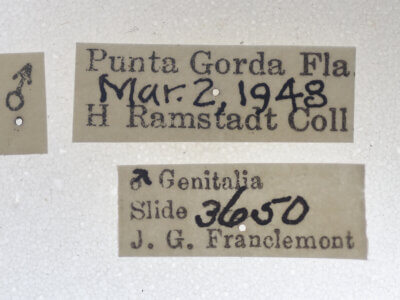 ♂
Punta Gorda Fla
Mar. 2, 1948
H Ramstadt Coll
♂ Genitalia
Slide 3650
J. G. Franclemont